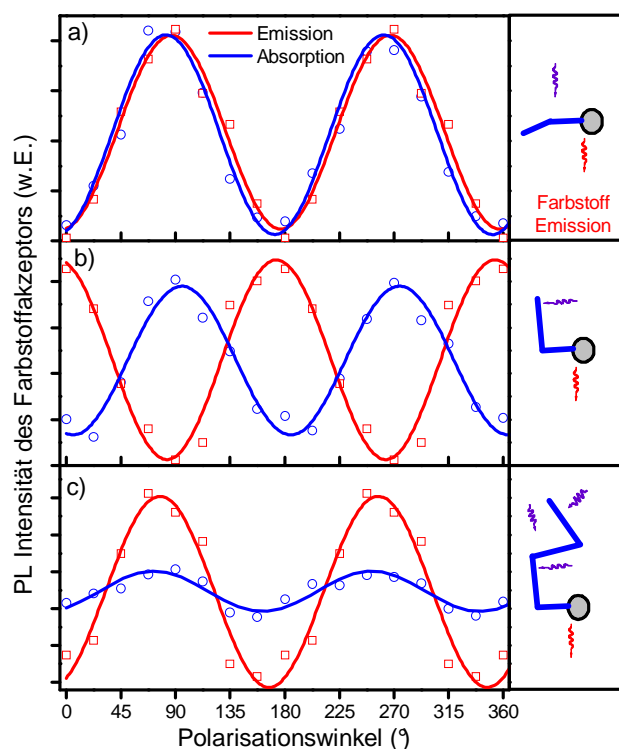 a)
Emission
Absorption
b)
c)
PL Intensität des Farbstoffakzeptors (w.E.)
Farbstoff
Emission
0 45 90 135 180 225 270 315 360
Polarisationswinkel (°)